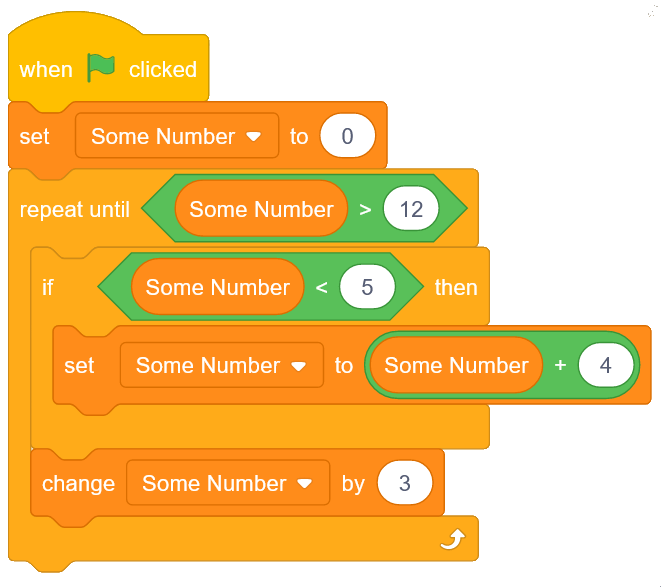 when clicked
set Some Number to 0
repeat until Some Number > 12
if Some Number < 5 then
set Some Number to Some Number + 4
change Some Number by 3